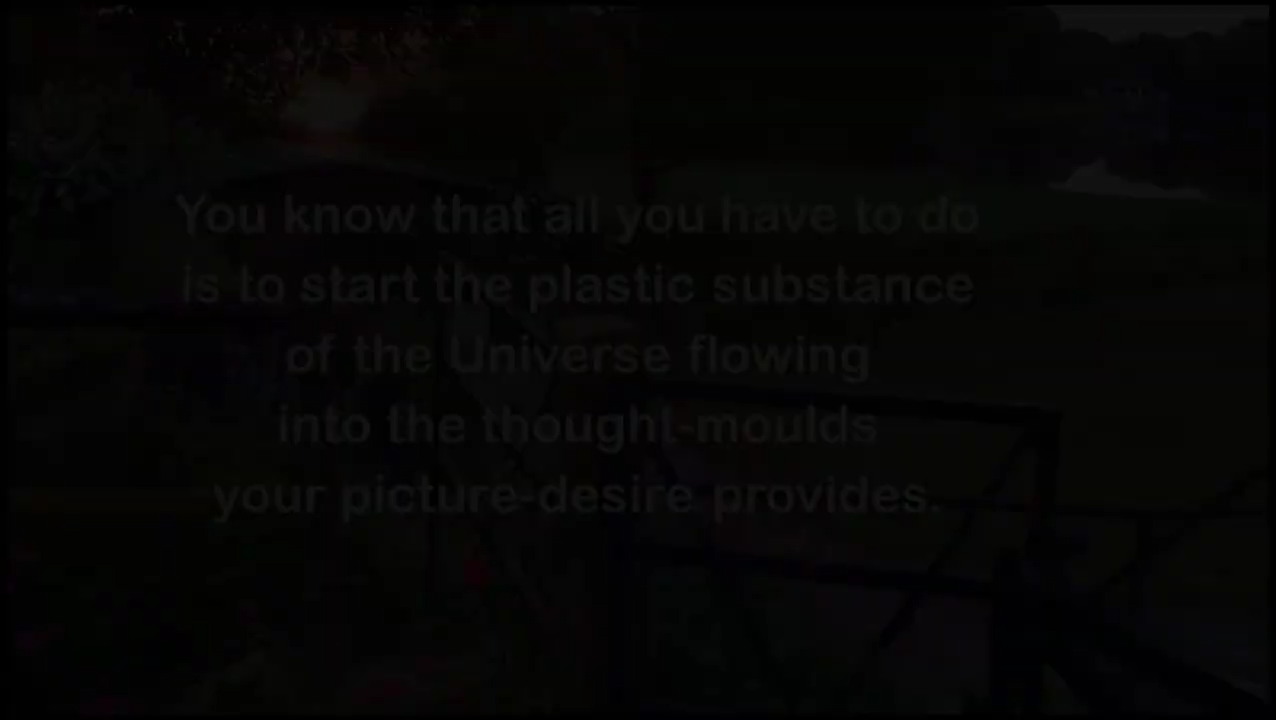 You know that all you have to do
is to start the plastic substance
of the Universe flowing
into the thought-moulds
your picture-desire provides.